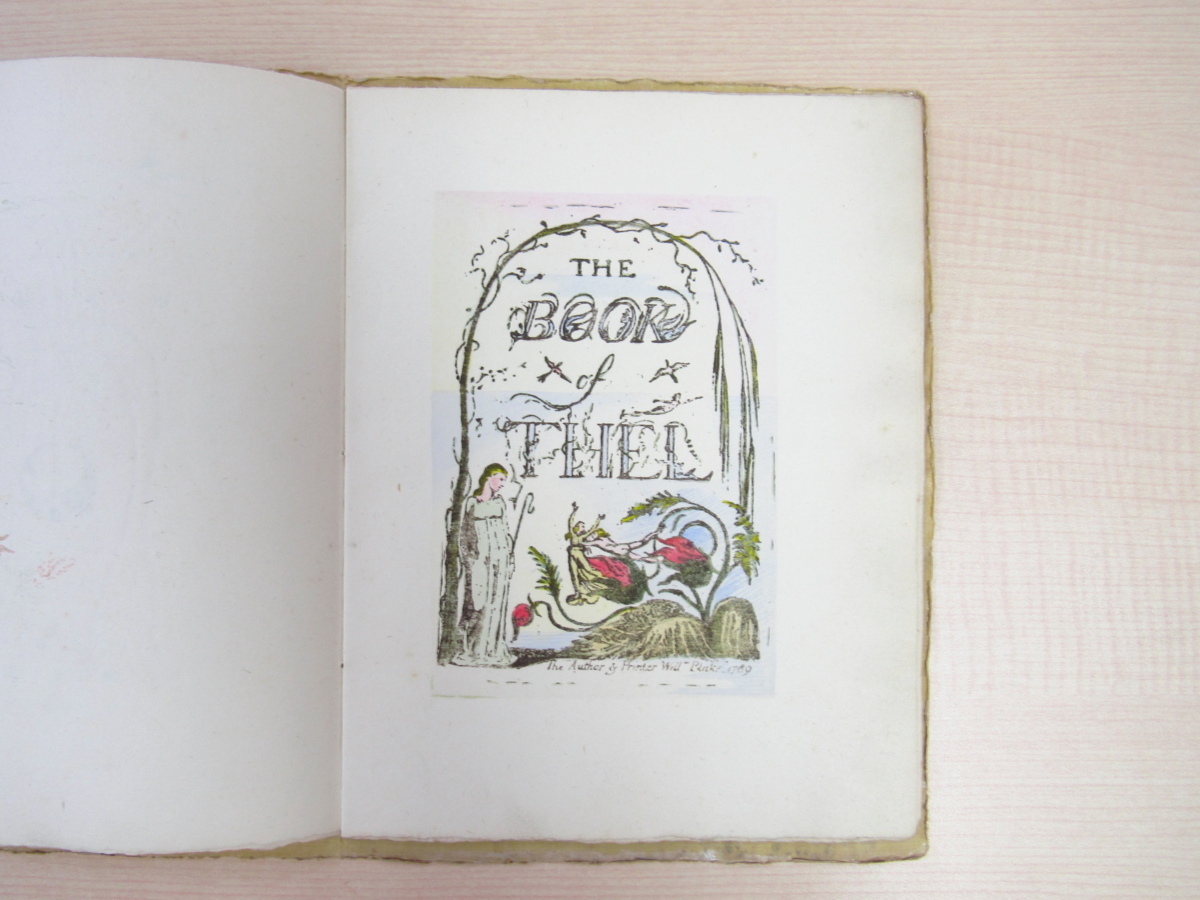 THE
BOOK
of
THEL
The Author & Printer Will.m Blake. 1789